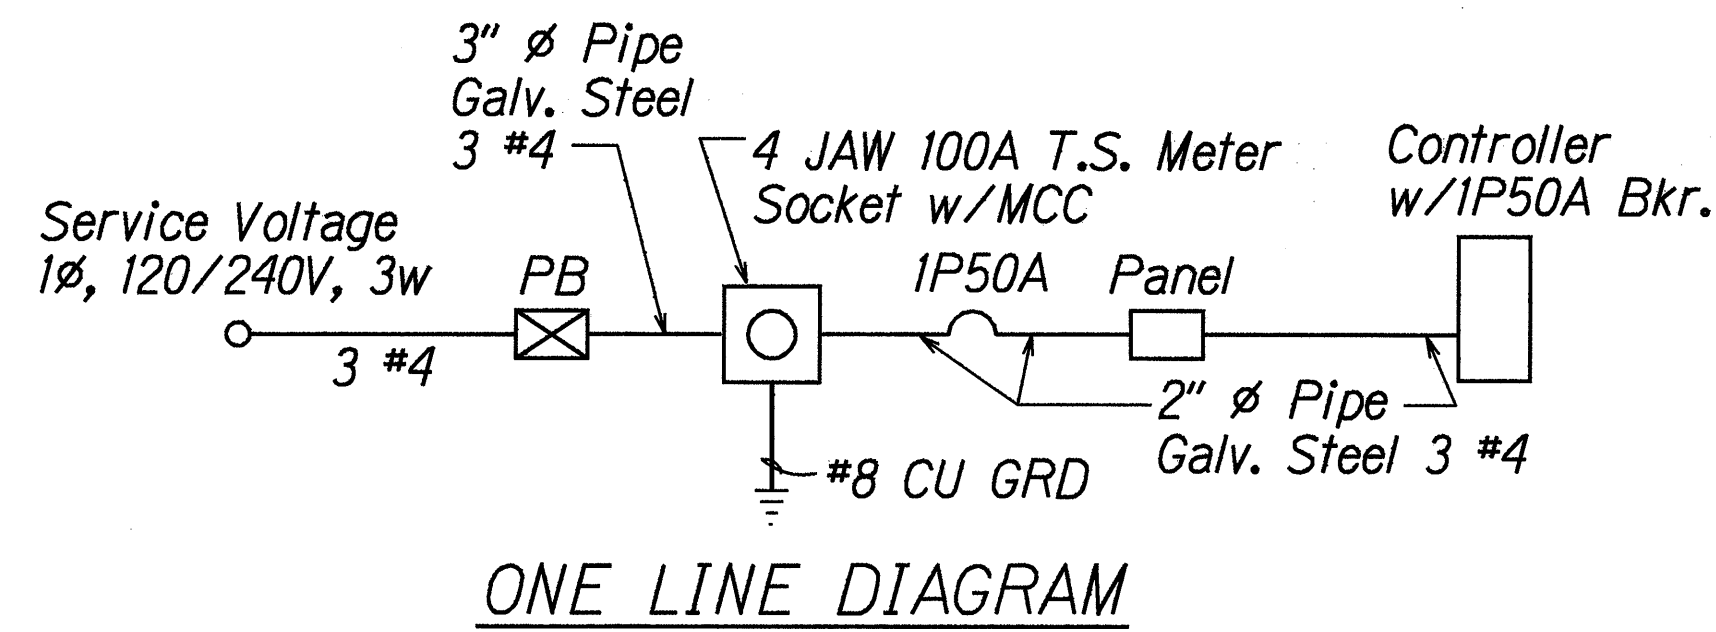 3" Ø Pipe
Galv. Steel
3 #4
4 JAW 100A T.S. Meter
Socket w/MCC
Controller
w/1P50A Bkr.
Service Voltage
1Ø, 120/240V, 3w
PB
1P50A
Panel
3 #4
2" Ø Pipe
Galv. Steel 3 #4
#8 CU GRD
ONE LINE DIAGRAM